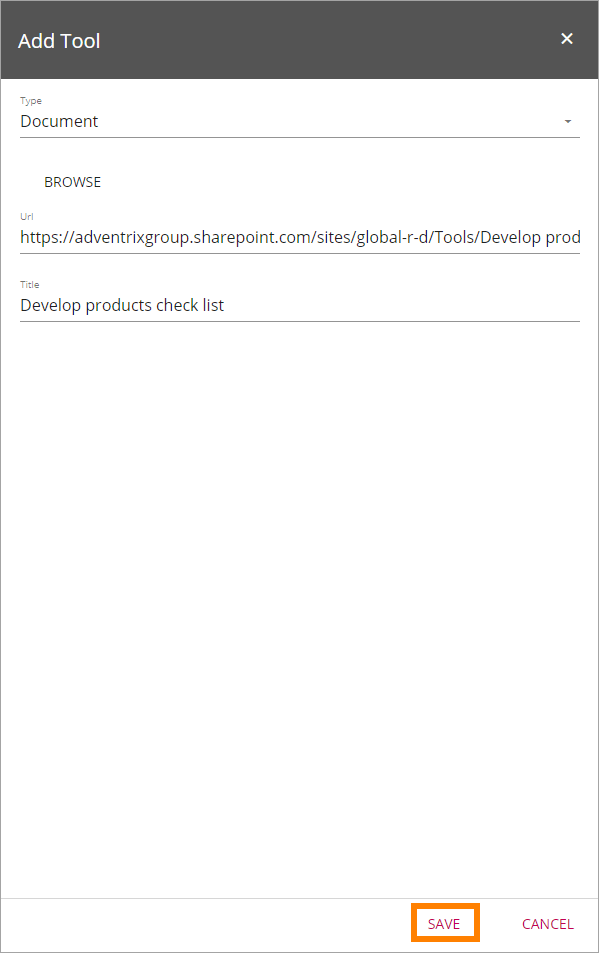 Add Tool
Type
Document
BROWSE
Url
https://adventrixgroup.sharepoint.com/sites/global-r-d/Tools/Develop prod
Title
Develop products check list
SAVE CANCEL